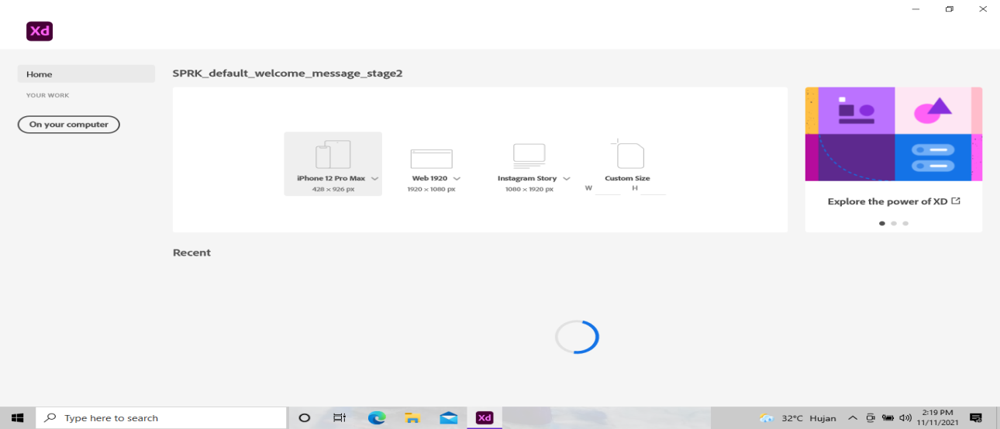 Xd
Home
YOUR WORK
On your computer
SPRK_default_welcome_message_stage2
iPhone 12 Pro Max
428 × 926 px
Web 1920
1920 × 1080 px
Instagram Story
1080 × 1920 px
Custom Size
W H
Explore the power of XD
Recent
Type here to search
Xd
32°C Hujan
2:19 PM
11/11/2021